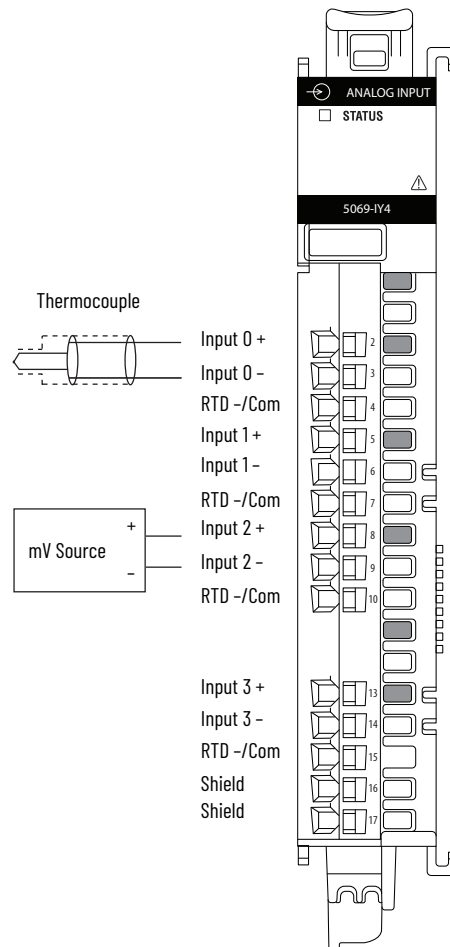 ANALOG INPUT
STATUS
5069-IY4
Thermocouple
Input 0 +
2
Input 0 –
3
RTD –/Com
4
Input 1 +
5
Input 1 –
6
RTD –/Com
7
Input 2 +
8
mV Source
+
–
Input 2 –
9
RTD –/Com
10
Input 3 +
13
Input 3 –
14
RTD –/Com
15
Shield
16
Shield
17